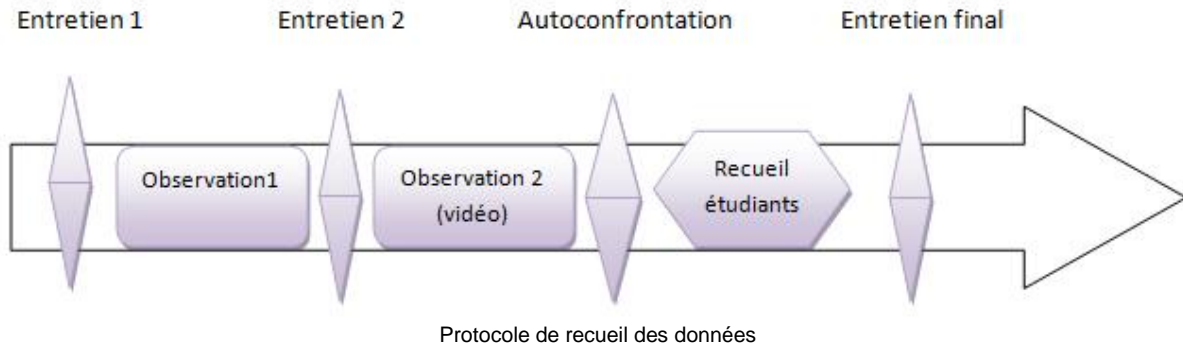 Entretien 1
Entretien 2
Autoconfrontation
Entretien final
Observation1
Observation 2
(vidéo)
Recueil
étudiants
Protocole de recueil des données